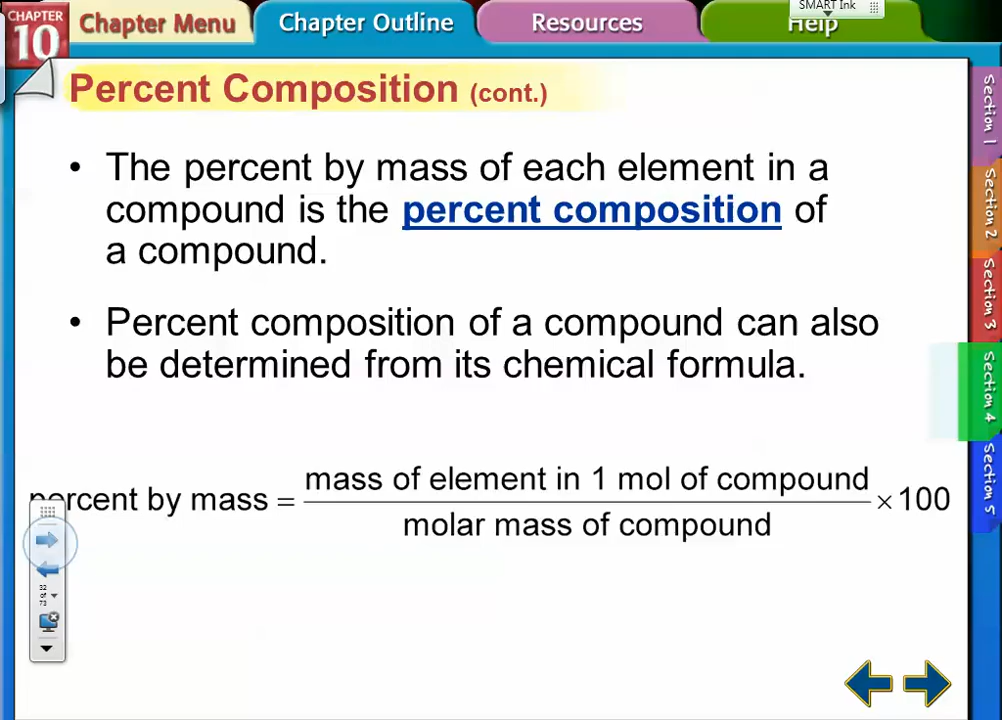 SMART Ink
CHAPTER
10
Chapter Menu
Chapter Outline
Resources
Help
Percent Composition (cont.)
• The percent by mass of each element in a
compound is the percent composition of
a compound.
• Percent composition of a compound can also
be determined from its chemical formula.
percent by mass = mass of element in 1 mol of compound
molar mass of compound
× 100
Section 1
Section 2
Section 3
Section 4
Section 5
32
of
73